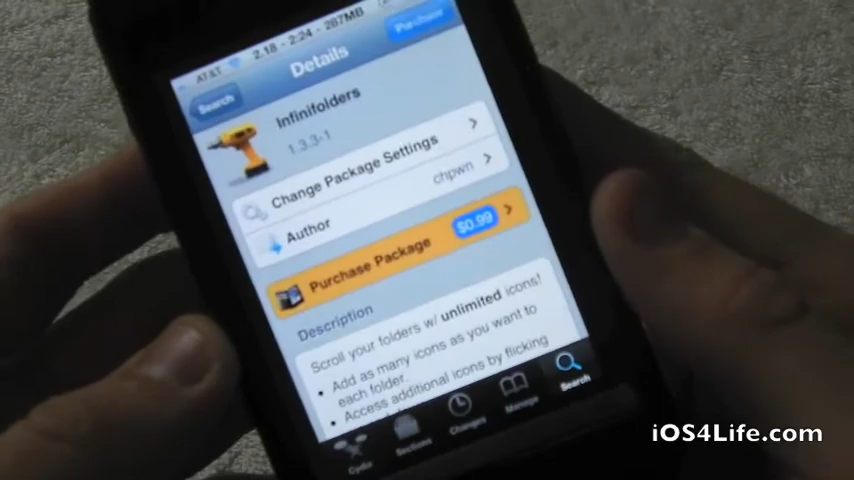 AT&T 2.18 - 2:24 - 287MB
Search
Details
Purchase
Infinifolders
1.3.3-1
Change Package Settings
Author
chpwn
Purchase Package
$0.99
Description
Scroll your folders w/ unlimited icons!
• Add as many icons as you want to
each folder.
• Access additional icons by flicking
Cydia
Sections
Changes
Manage
Search
iOS4Life.com